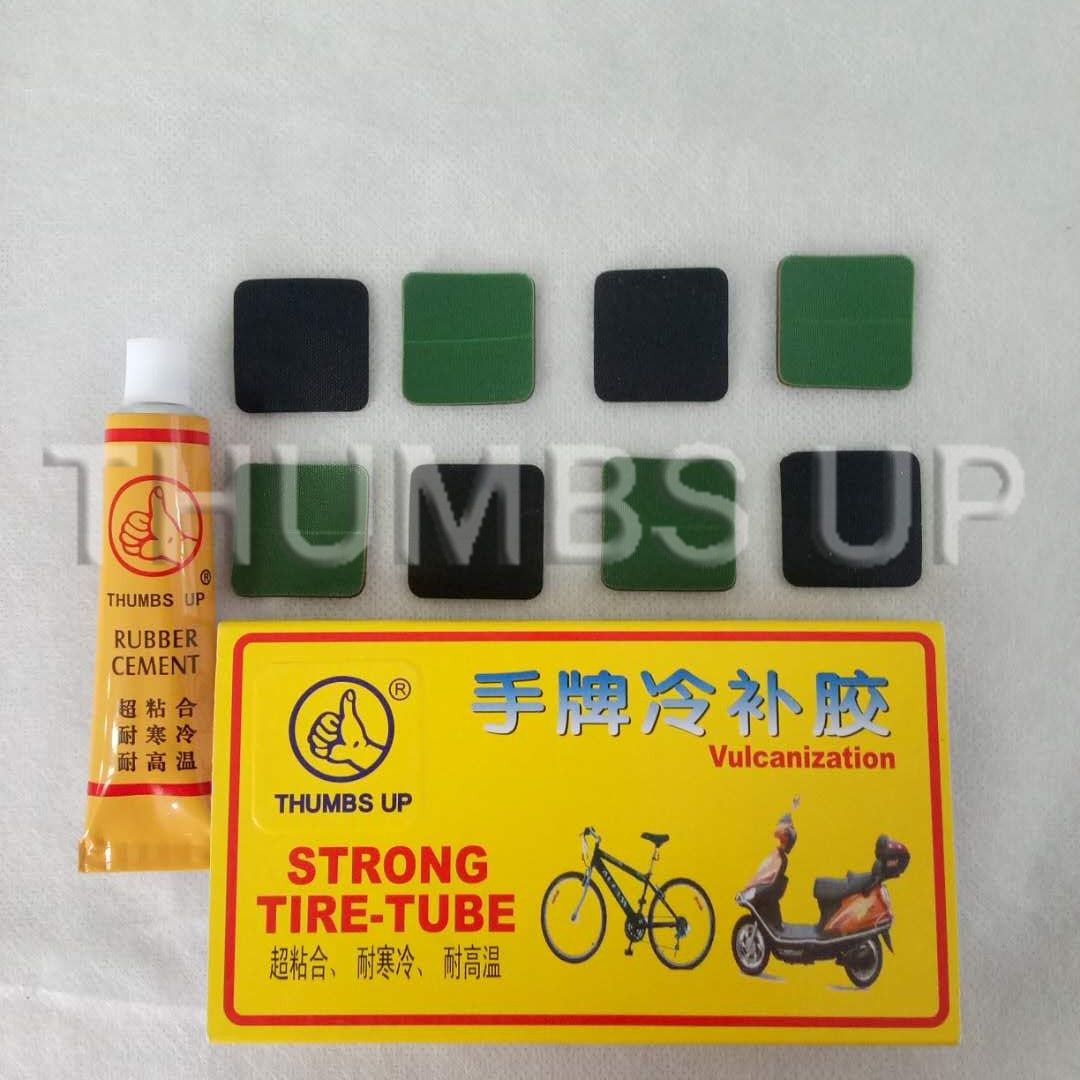 THUMBS UP
THUMBS UP
®
RUBBER
CEMENT
超粘合
耐寒冷
耐高温
®
THUMBS UP
手牌冷补胶
Vulcanization
STRONG
TIRE-TUBE
超粘合、耐寒冷、耐高温